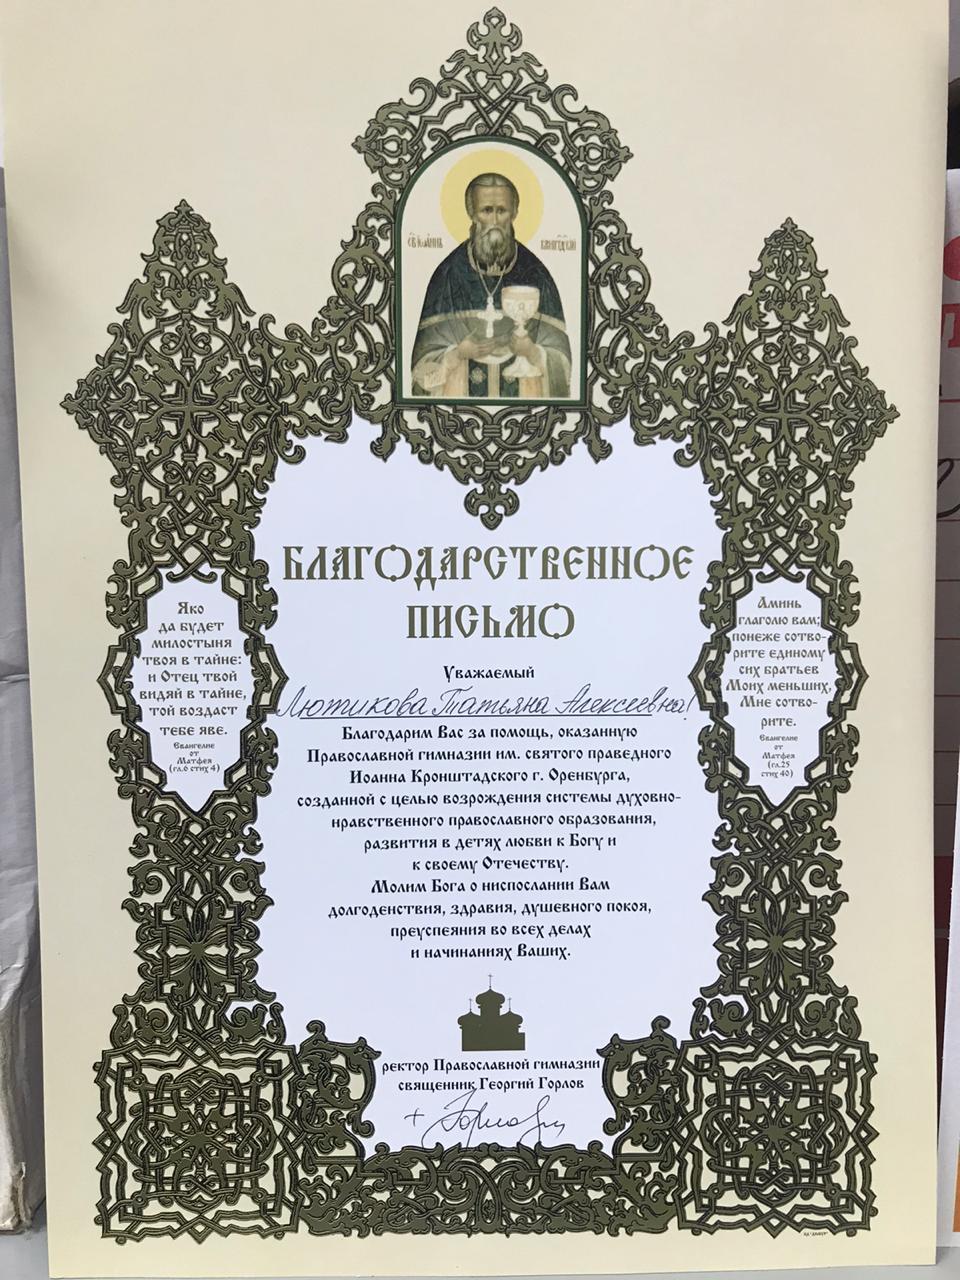 БЛАГОДАРСТВЕННОЕ
ПИСЬМО
Яко
да будет
милостыня
твоя в тайне:
и Отец твой
видяй в тайне,
той воздаст
тебе яве.
Евангелие
от
Матфея
(гл.6 стих 4)
Аминь
глаголю вам;
понеже сотво-
рите единому
сих братьев
Моих меньших,
Мне сотво-
рите.
Евангелие
от
Матфея
(гл.25
стих 40)
Уважаемый
Лютикова Татьяна Алексеевна!
Благодарим Вас за помощь, оказанную
Православной гимназии им. святого праведного
Иоанна Кронштадского г. Оренбурга,
созданной с целью возрождения системы духовно-
нравственного православного образования,
развития в детях любви к Богу и
к своему Отечеству.
Молим Бога о ниспослании Вам
долгоденствия, здравия, душевного покоя,
преуспеяния во всех делах
и начинаниях Ваших.
ректор Православной гимназии
священник Георгий Горлов